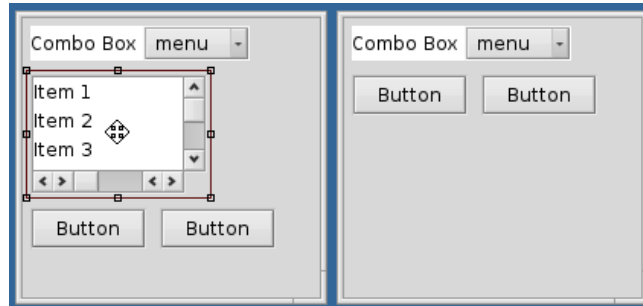 Combo Box menu
Item 1
Item 2
Item 3
Button Button
Combo Box menu
Button Button